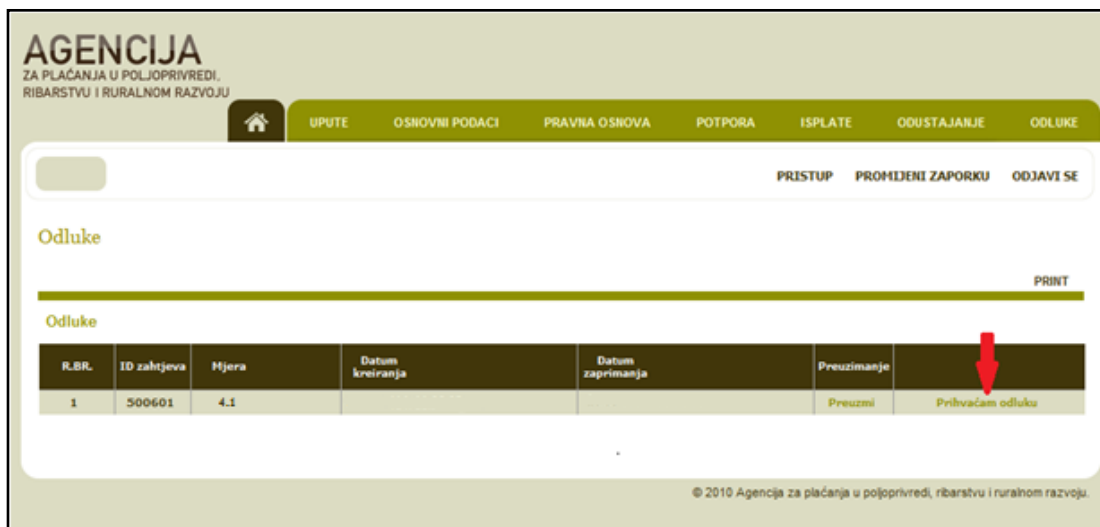 AGENCIJA
ZA PLAĆANJA U POLJOPRIVREDI,
RIBARSTVU I RURALNOM RAZVOJU
UPUTE OSNOVNI PODACI PRAVNA OSNOVA POTPORA ISPLATE ODUSTAJANJE ODLUKE
PRISTUP PROMIJENI ZAPORKU ODJAVI SE
Odluke
PRINT
Odluke
R.BR. ID zahtjeva Mjera Datum kreiranja Datum zaprimanja Preuzimanje
1 500601 4.1 Preuzmi Prihvaćam odluku
© 2010 Agencija za plaćanja u poljoprivredi, ribarstvu i ruralnom razvoju.